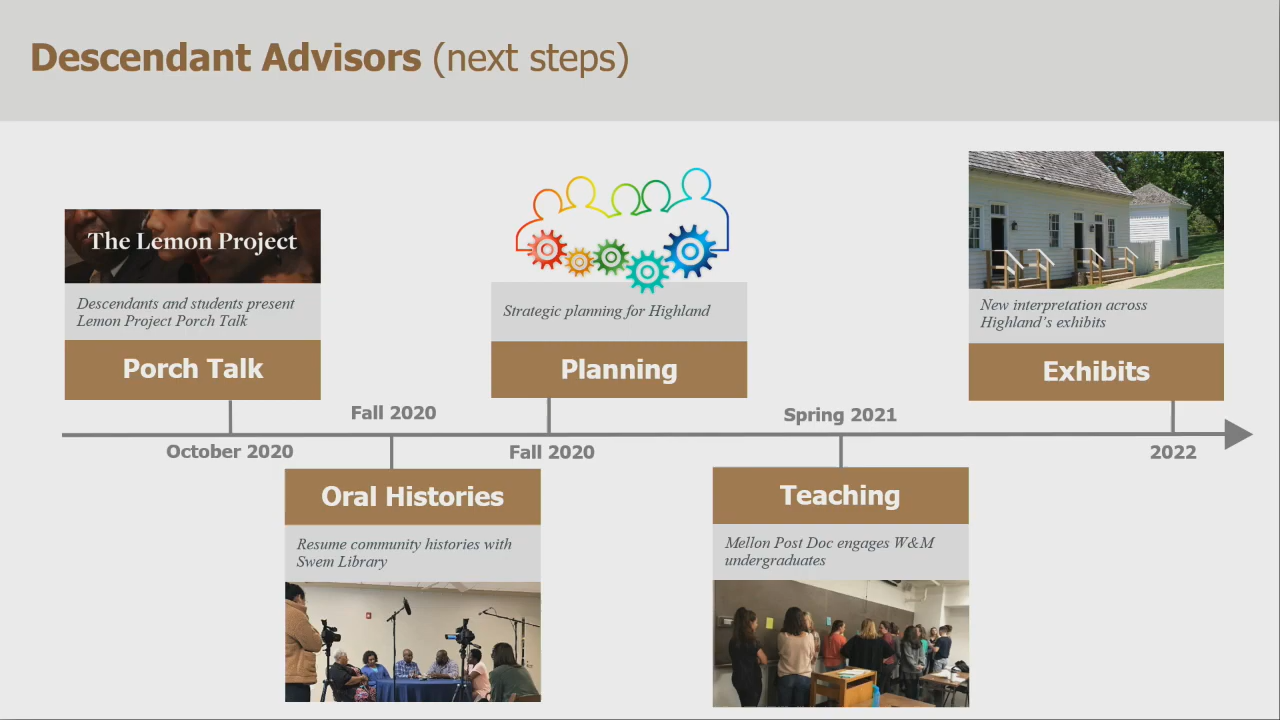 Descendant Advisors (next steps)
The Lemon Project
Descendants and students present
Lemon Project Porch Talk
Porch Talk
October 2020
Fall 2020
Oral Histories
Resume community histories with
Swem Library
Strategic planning for Highland
Planning
Fall 2020
Spring 2021
Teaching
Mellon Post Doc engages W&M
undergraduates
New interpretation across
Highland's exhibits
Exhibits
2022